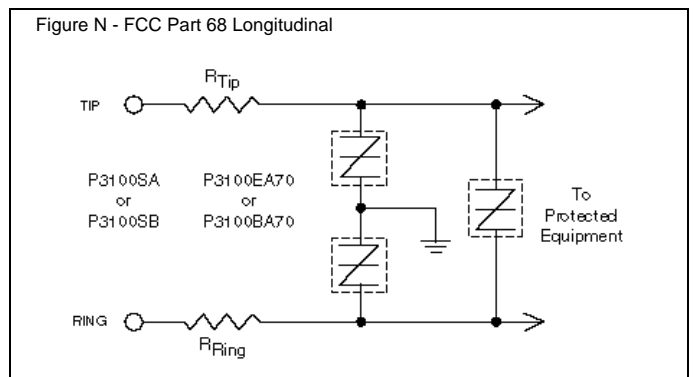 Figure N - FCC Part 68 Longitudinal
RTip
TIP
P3100SA
or
P3100SB
P3100EA70
or
P3100BA70
To
Protected
Equipment
RING
RRing